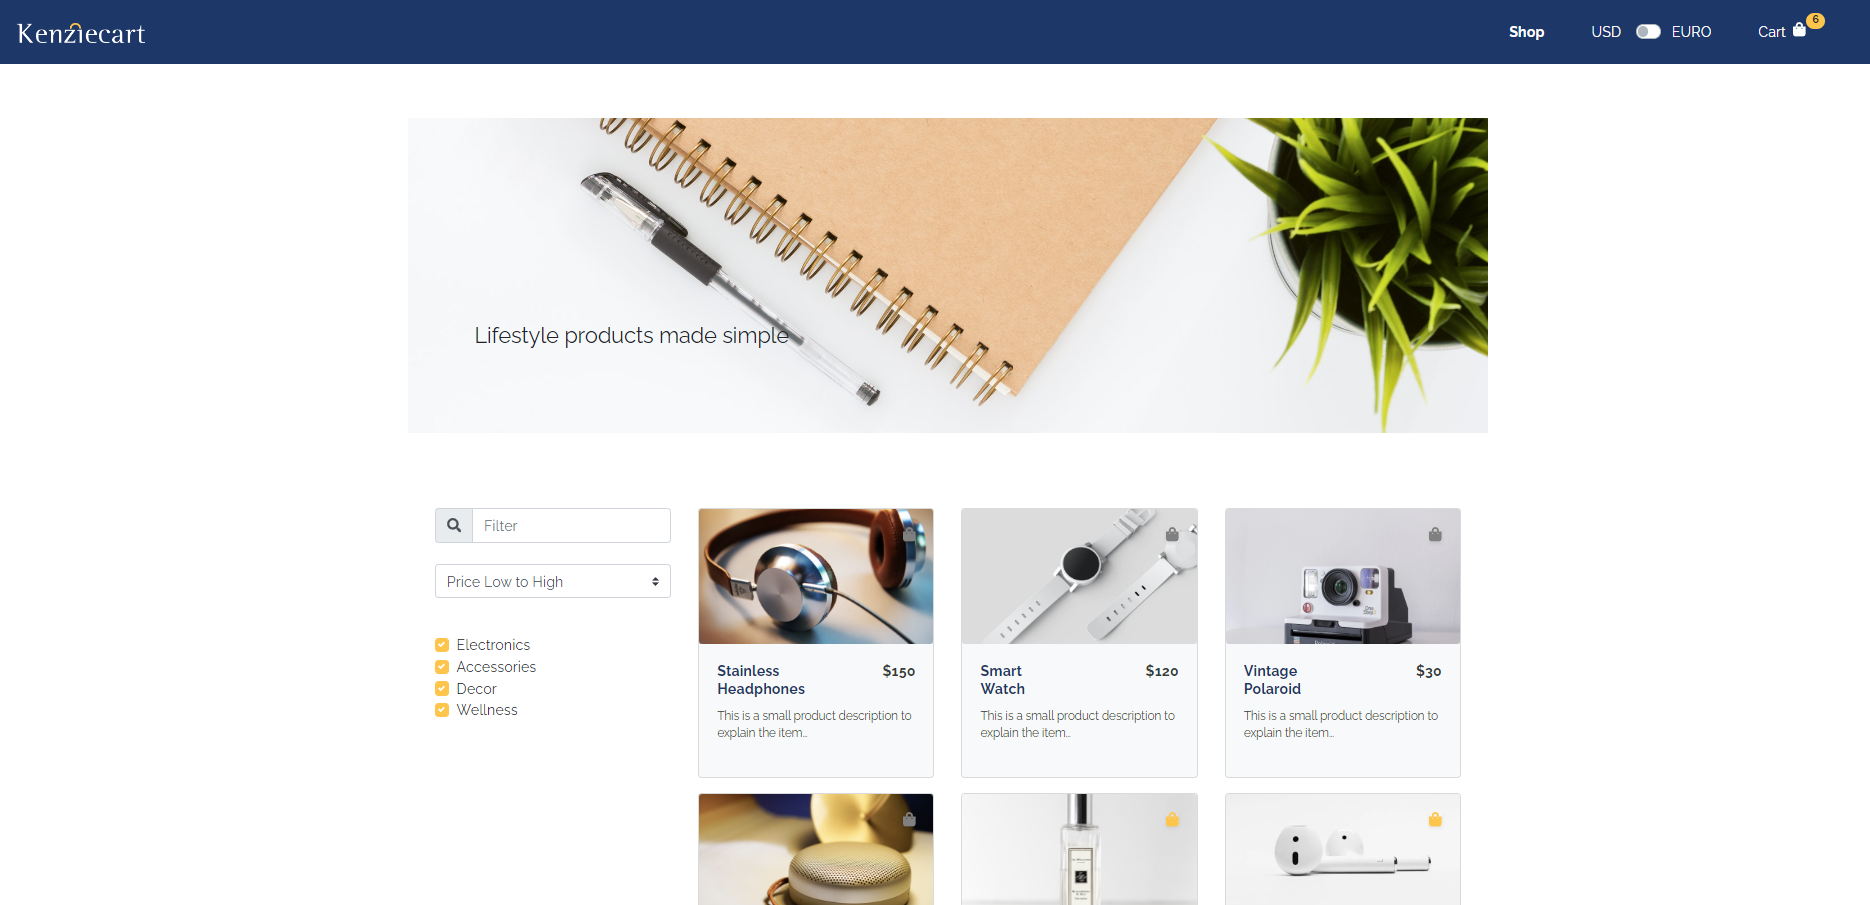 Kenziecart
Shop
USD
EURO
Cart
6
Lifestyle products made simple
Filter
Price Low to High
Electronics
Accessories
Decor
Wellness
Stainless Headphones
$150
This is a small product description to
explain the item...
Smart
Watch
$120
This is a small product description to
explain the item...
Vintage
Polaroid
$30
This is a small product description to
explain the item...